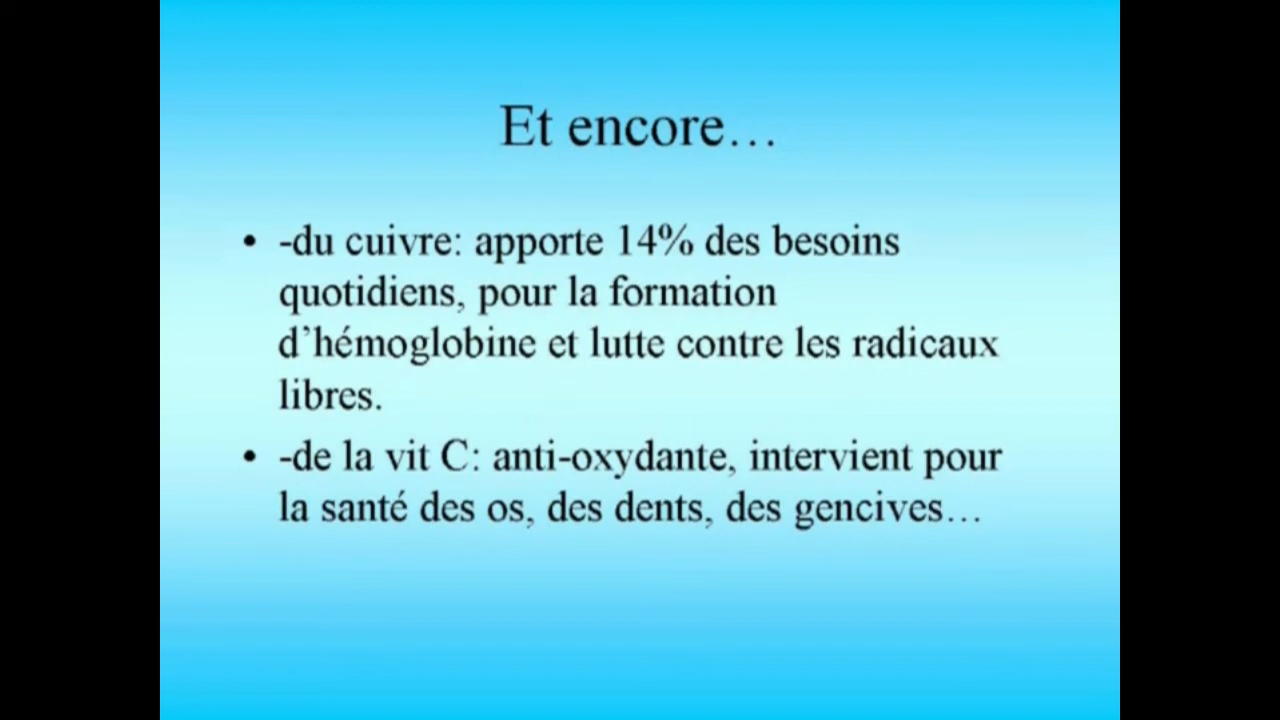 Et encore…
• -du cuivre: apporte 14% des besoins
quotidiens, pour la formation
d’hémoglobine et lutte contre les radicaux
libres.
• -de la vit C: anti-oxydante, intervient pour
la santé des os, des dents, des gencives…